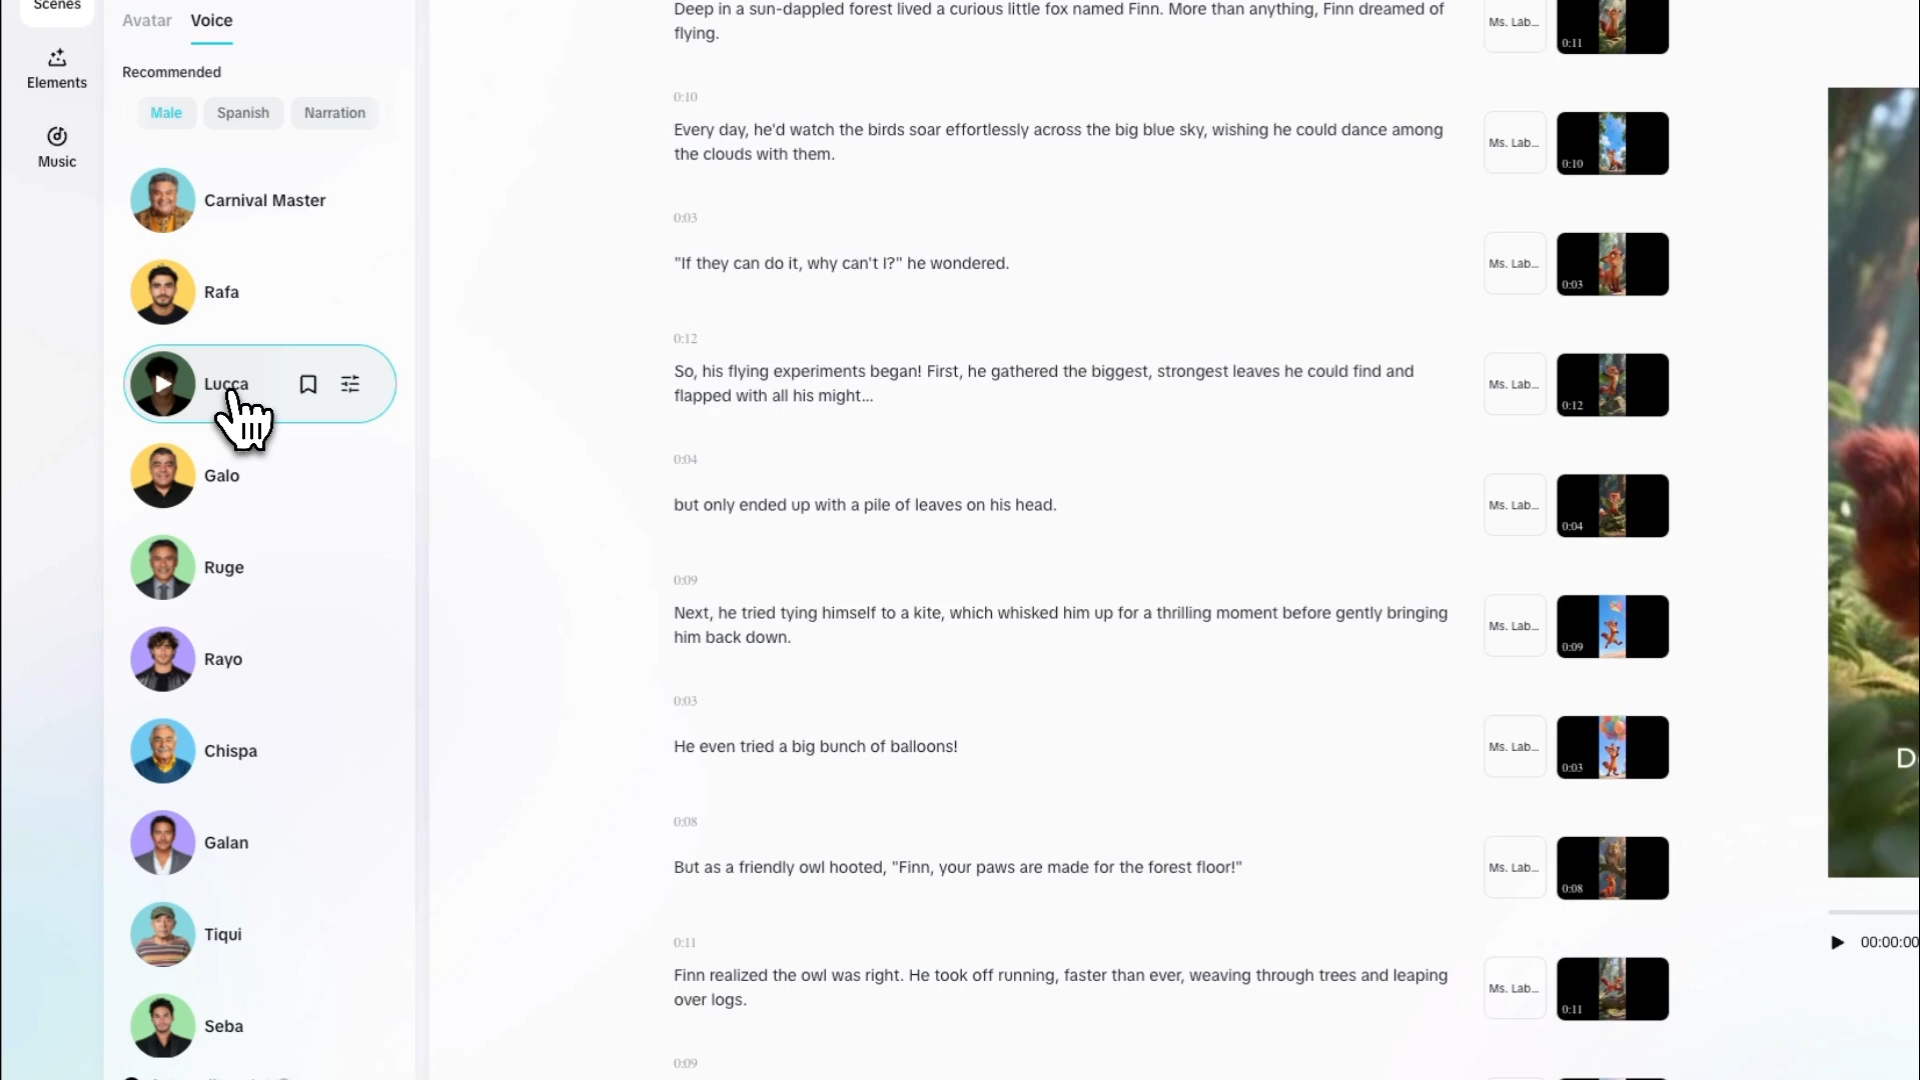 Scenes
Elements
Music
Avatar
Voice
Recommended
Male
Spanish
Narration
Carnival Master
Rafa
Lucca
Galo
Ruge
Rayo
Chispa
Galan
Tiqui
Seba
Deep in a sun-dappled forest lived a curious little fox named Finn. More than anything, Finn dreamed of
flying.
Ms. Lab...
0:11
0:10
Every day, he'd watch the birds soar effortlessly across the big blue sky, wishing he could dance among
the clouds with them.
Ms. Lab...
0:10
0:03
"If they can do it, why can't I?" he wondered.
Ms. Lab...
0:03
0:12
So, his flying experiments began! First, he gathered the biggest, strongest leaves he could find and
flapped with all his might...
Ms. Lab...
0:12
0:04
but only ended up with a pile of leaves on his head.
Ms. Lab...
0:04
0:09
Next, he tried tying himself to a kite, which whisked him up for a thrilling moment before gently bringing
him back down.
Ms. Lab...
0:09
0:03
He even tried a big bunch of balloons!
Ms. Lab...
0:03
0:08
But as a friendly owl hooted, "Finn, your paws are made for the forest floor!"
Ms. Lab...
0:08
0:11
Finn realized the owl was right. He took off running, faster than ever, weaving through trees and leaping
over logs.
Ms. Lab...
0:11
0:09
D
00:00:00